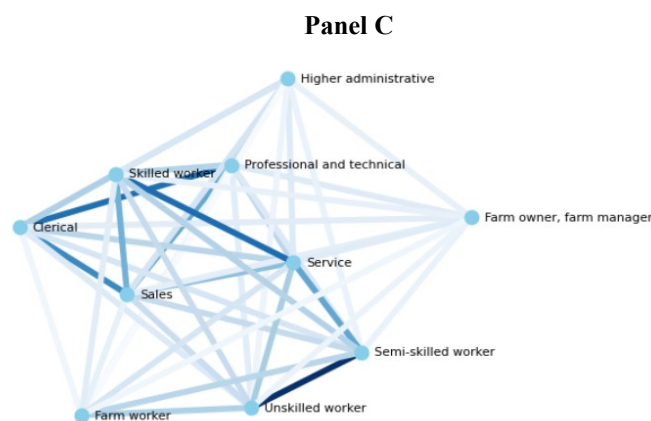 Panel C
Higher administrative
Professional and technical
Skilled worker
Farm owner, farm manager
Clerical
Service
Sales
Semi-skilled worker
Unskilled worker
Farm worker